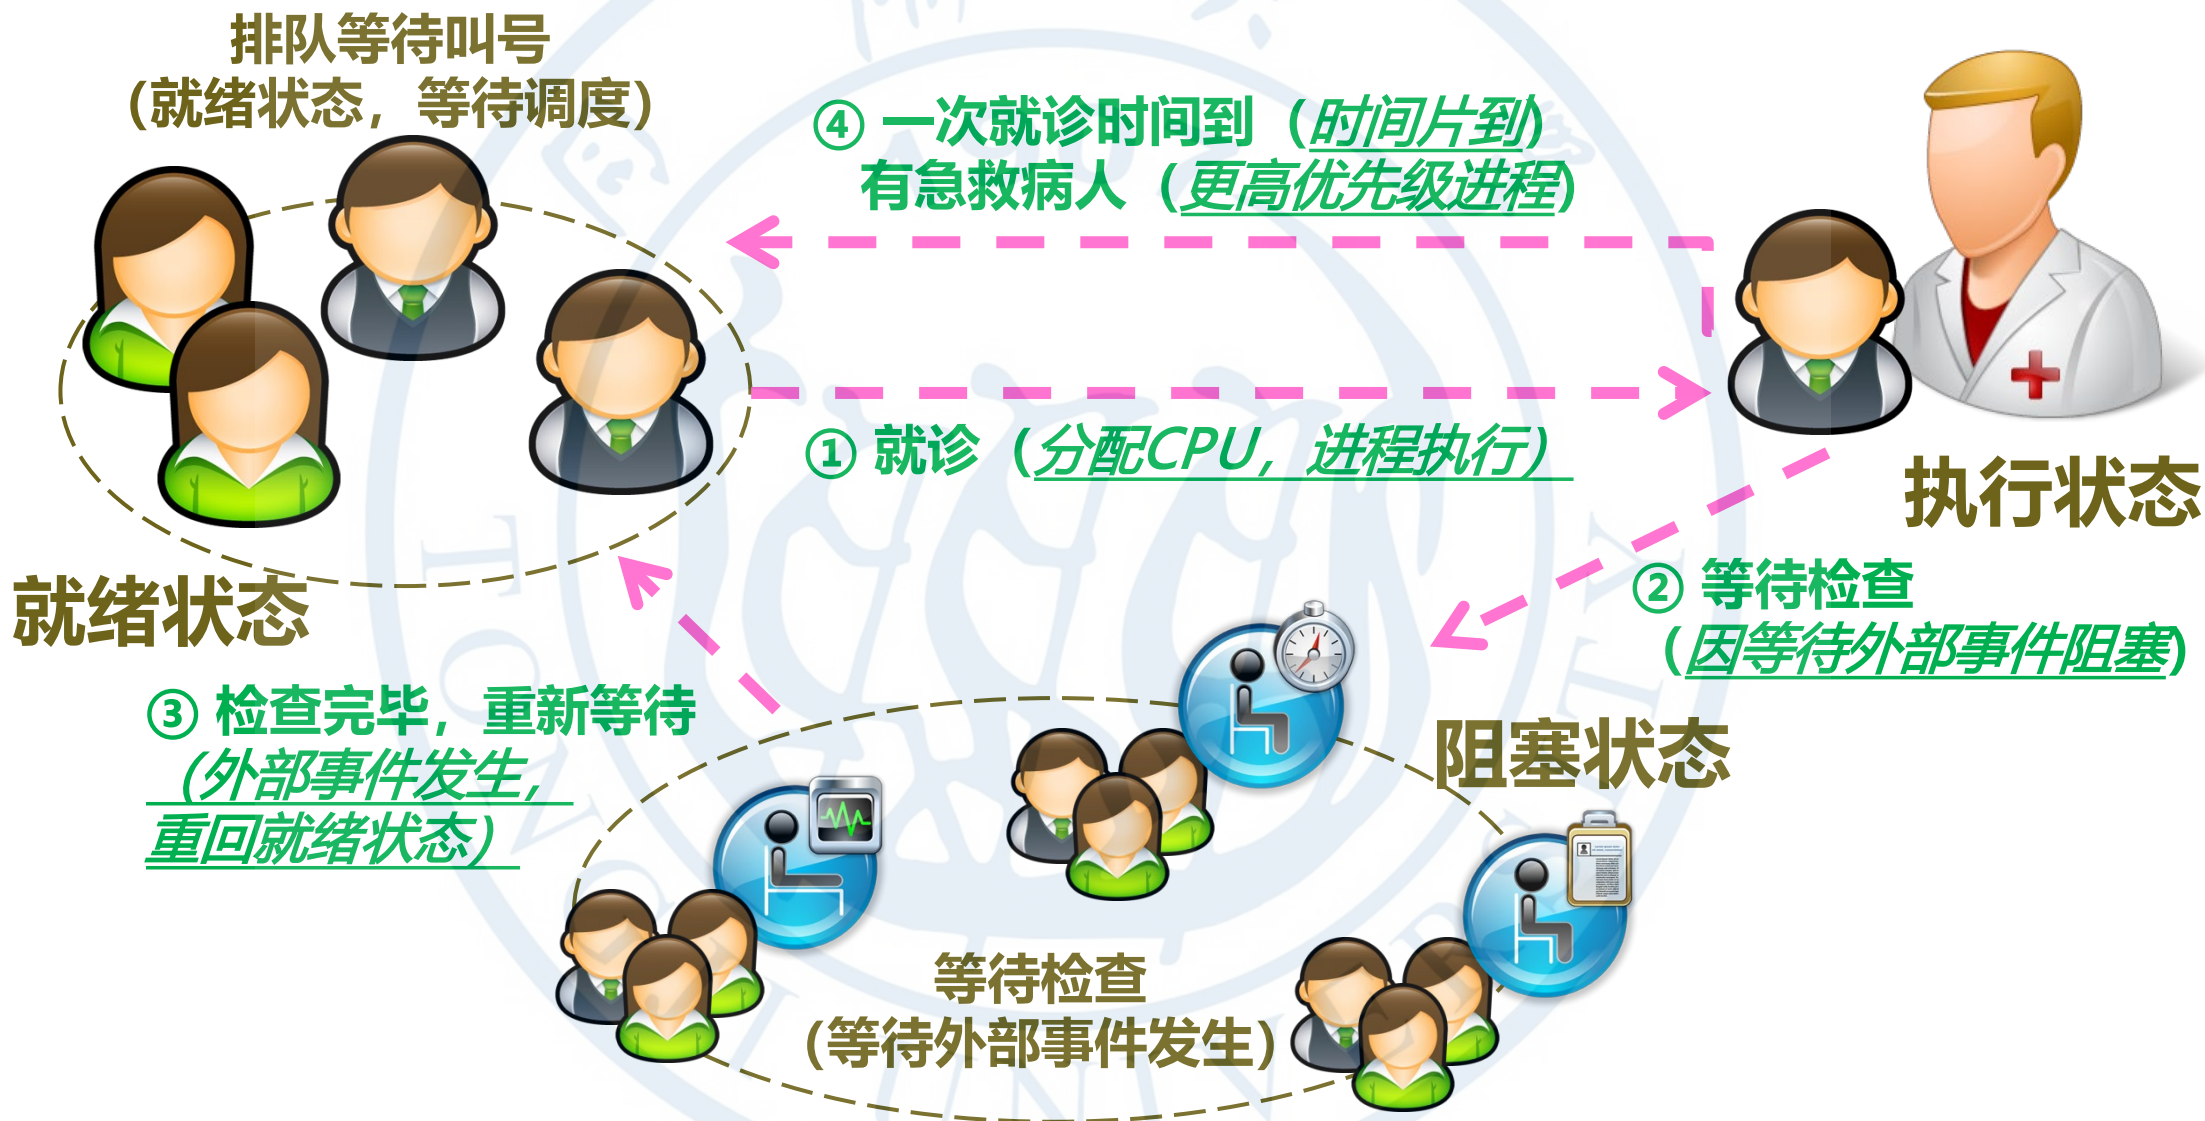 排队等待叫号
（就绪状态，等待调度）
④ 一次就诊时间到（时间片到）
有急救病人（更高优先级进程）
① 就诊（分配CPU，进程执行）
执行状态
② 等待检查
（因等待外部事件阻塞）
就绪状态
③ 检查完毕，重新等待
（外部事件发生，
重回就绪状态）
阻塞状态
等待检查
（等待外部事件发生）